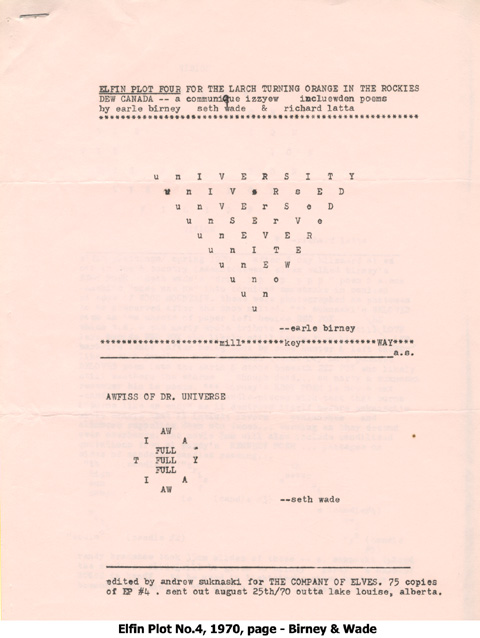 ELFIN PLOT FOUR FOR THE LARCH TURNING ORANGE IN THE ROCKIES
DEW CANADA -- a communique izzyew incluewden poems
by earle birney seth wade & richard latta
****************************************************************
u n I V E R S I T Y
u n I V e R s E D
u n V E r S e D
u n S E r V e
u n E V E R
u n I T E
u n E W
u n o
u n
u
--earle birney
***********************mill********key***************WAY****
a.s.
AWFISS OF DR. UNIVERSE
AW
I A
FULL
T FULL Y
FULL
I A
AW
--seth wade
edited by andrew suknaski for THE COMPANY OF ELVES. 75 copies
of EP #4 . sent out august 25th/70 outta lake louise, alberta.
Elfin Plot No.4, 1970, page - Birney & Wade